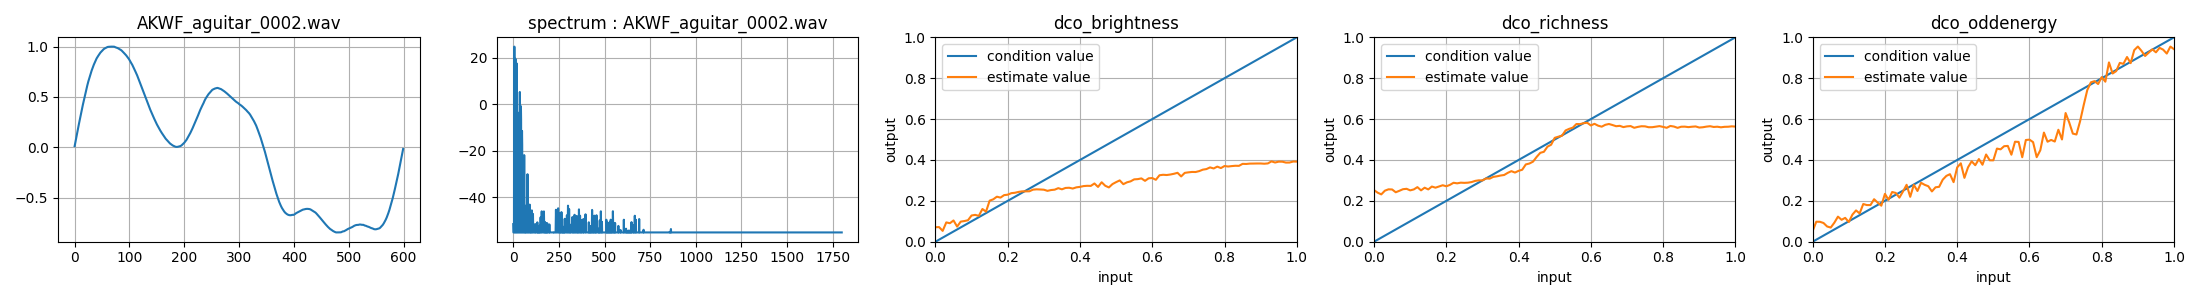 AKWF_aguitar_0002.wav
1.0
0.5
0.0
−0.5
0 100 200 300 400 500 600
spectrum : AKWF_aguitar_0002.wav
20
0
−20
−40
0 250 500 750 1000 1250 1500 1750
dco_brightness
condition value
estimate value
output
1.0
0.8
0.6
0.4
0.2
0.0
0.0 0.2 0.4 0.6 0.8 1.0
input
dco_richness
condition value
estimate value
output
1.0
0.8
0.6
0.4
0.2
0.0
0.0 0.2 0.4 0.6 0.8 1.0
input
dco_oddenergy
condition value
estimate value
output
1.0
0.8
0.6
0.4
0.2
0.0
0.0 0.2 0.4 0.6 0.8 1.0
input